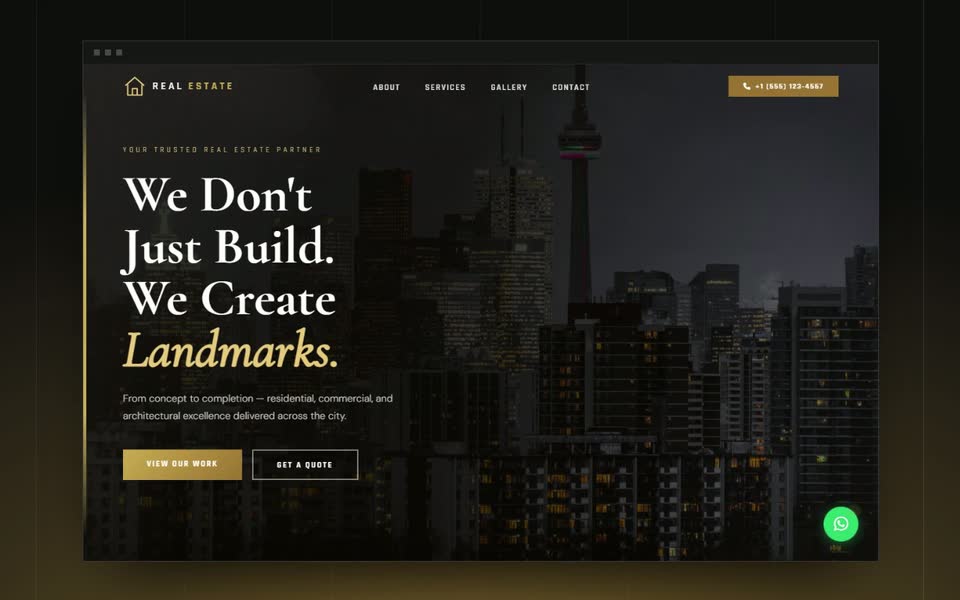 REAL ESTATE
ABOUT
SERVICES
GALLERY
CONTACT
+1 (555) 123-4557
YOUR TRUSTED REAL ESTATE PARTNER
We Don't
Just Build.
We Create
Landmarks.
From concept to completion — residential, commercial, and
architectural excellence delivered across the city.
VIEW OUR WORK
GET A QUOTE